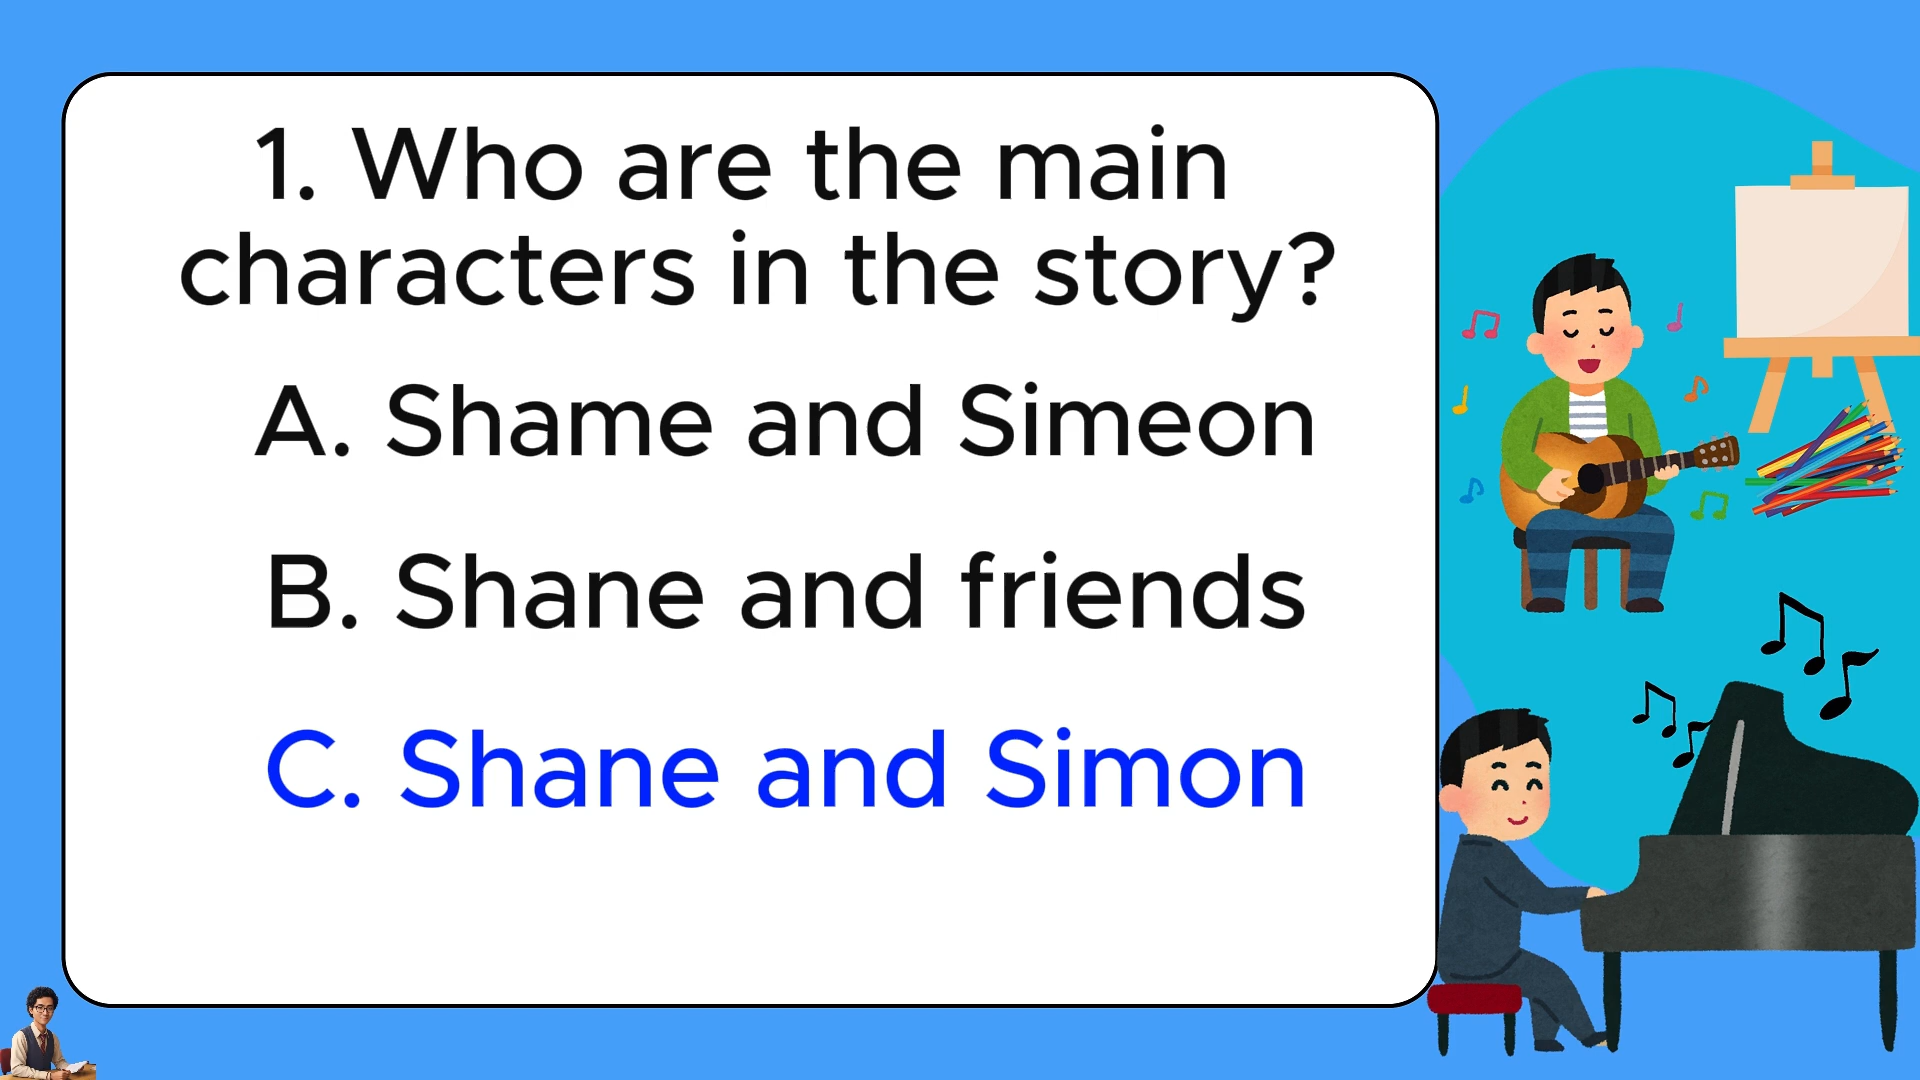 1. Who are the main
characters in the story?
A. Shame and Simeon
B. Shane and friends
C. Shane and Simon